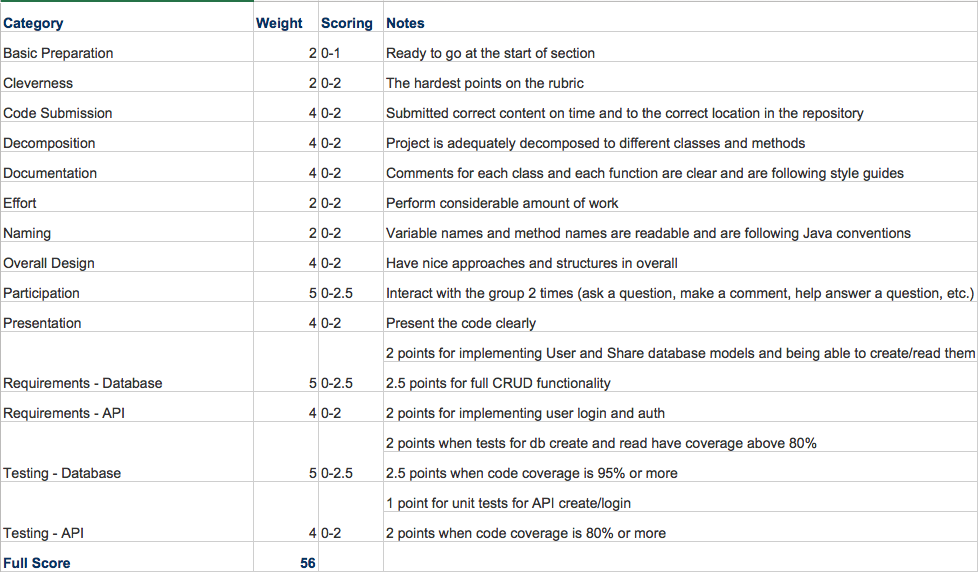 Category Weight Scoring Notes
Basic Preparation 2 0-1 Ready to go at the start of section
Cleverness 2 0-2 The hardest points on the rubric
Code Submission 4 0-2 Submitted correct content on time and to the correct location in the repository
Decomposition 4 0-2 Project is adequately decomposed to different classes and methods
Documentation 4 0-2 Comments for each class and each function are clear and are following style guides
Effort 2 0-2 Perform considerable amount of work
Naming 2 0-2 Variable names and method names are readable and are following Java conventions
Overall Design 4 0-2 Have nice approaches and structures in overall
Participation 5 0-2.5 Interact with the group 2 times (ask a question, make a comment, help answer a question, etc.)
Presentation 4 0-2 Present the code clearly
2 points for implementing User and Share database models and being able to create/read them
Requirements - Database 5 0-2.5 2.5 points for full CRUD functionality
Requirements - API 4 0-2 2 points for implementing user login and auth
2 points when tests for db create and read have coverage above 80%
Testing - Database 5 0-2.5 2.5 points when code coverage is 95% or more
1 point for unit tests for API create/login
Testing - API 4 0-2 2 points when code coverage is 80% or more
Full Score 56